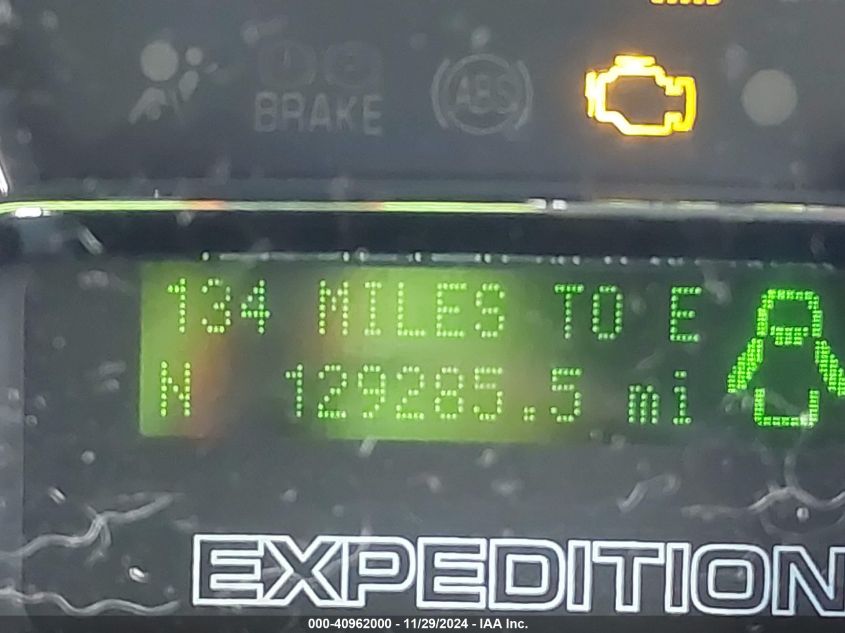 BRAKE ABS
134 MILES TO E
N 129285.5 mi
EXPEDITION
000-40962000 - 11/29/2024 - IAA Inc.